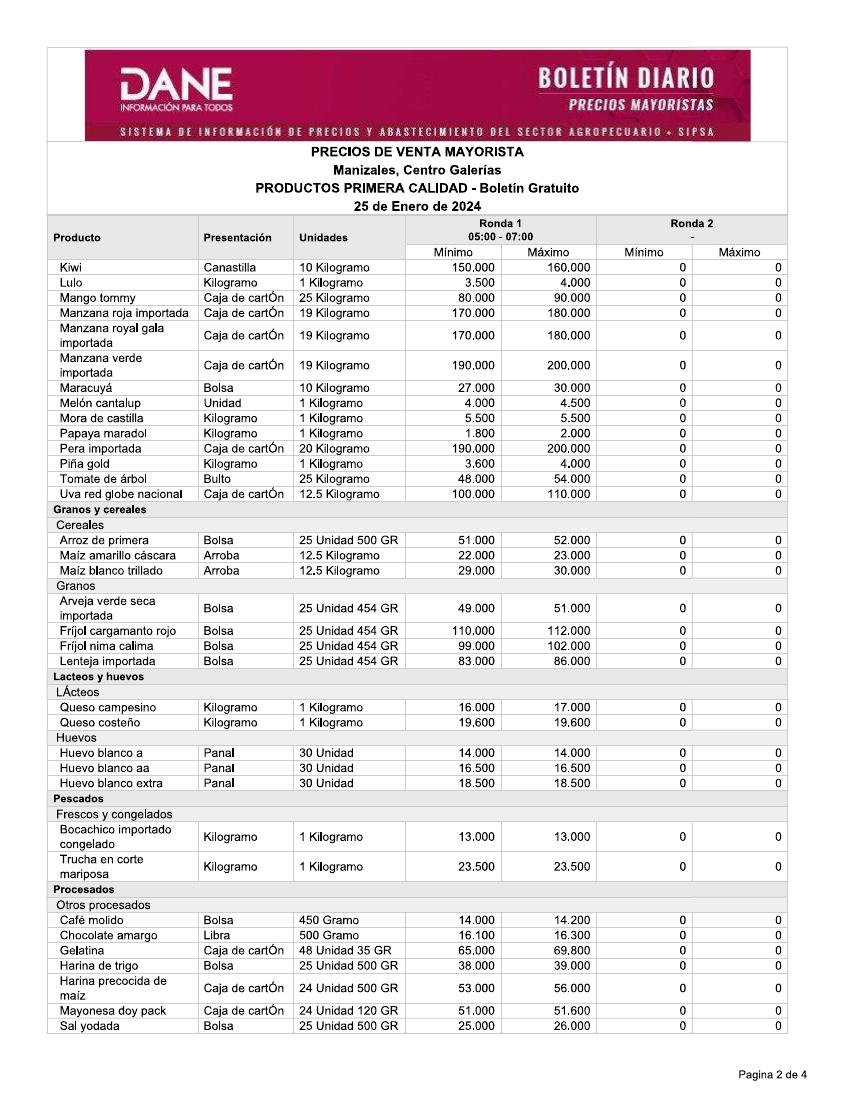 DANE
INFORMACIÓN PARA TODOS
BOLETÍN DIARIO
PRECIOS MAYORISTAS
SISTEMA DE INFORMACIÓN DE PRECIOS Y ABASTECIMIENTO DEL SECTOR AGROPECUARIO • SIPSA
PRECIOS DE VENTA MAYORISTA
Manizales, Centro Galerías
PRODUCTOS PRIMERA CALIDAD - Boletín Gratuito
25 de Enero de 2024
Producto Presentación Unidades Ronda 1 Ronda 2
05:00 - 07:00 -
Mínimo Máximo Mínimo Máximo
Kiwi Canastilla 10 Kilogramo 150.000 160.000 0 0
Lulo Kilogramo 1 Kilogramo 3.500 4.000 0 0
Mango tommy Caja de cartÓn 25 Kilogramo 80.000 90.000 0 0
Manzana roja importada Caja de cartÓn 19 Kilogramo 170.000 180.000 0 0
Manzana royal gala
importada Caja de cartÓn 19 Kilogramo 170.000 180.000 0 0
Manzana verde
importada Caja de cartÓn 19 Kilogramo 190.000 200.000 0 0
Maracuyá Bolsa 10 Kilogramo 27.000 30.000 0 0
Melón cantalup Unidad 1 Kilogramo 4.000 4.500 0 0
Mora de castilla Kilogramo 1 Kilogramo 5.500 5.500 0 0
Papaya maradol Kilogramo 1 Kilogramo 1.800 2.000 0 0
Pera importada Caja de cartÓn 20 Kilogramo 190.000 200.000 0 0
Piña gold Kilogramo 1 Kilogramo 3.600 4.000 0 0
Tomate de árbol Bulto 25 Kilogramo 48.000 54.000 0 0
Uva red globe nacional Caja de cartÓn 12.5 Kilogramo 100.000 110.000 0 0
Granos y cereales
Cereales
Arroz de primera Bolsa 25 Unidad 500 GR 51.000 52.000 0 0
Maíz amarillo cáscara Arroba 12.5 Kilogramo 22.000 23.000 0 0
Maíz blanco trillado Arroba 12.5 Kilogramo 29.000 30.000 0 0
Granos
Arveja verde seca
importada Bolsa 25 Unidad 454 GR 49.000 51.000 0 0
Fríjol cargamanto rojo Bolsa 25 Unidad 454 GR 110.000 112.000 0 0
Fríjol nima calima Bolsa 25 Unidad 454 GR 99.000 102.000 0 0
Lenteja importada Bolsa 25 Unidad 454 GR 83.000 86.000 0 0
Lacteos y huevos
LÁcteos
Queso campesino Kilogramo 1 Kilogramo 16.000 17.000 0 0
Queso costeño Kilogramo 1 Kilogramo 19.600 19.600 0 0
Huevos
Huevo blanco a Panal 30 Unidad 14.000 14.000 0 0
Huevo blanco aa Panal 30 Unidad 16.500 16.500 0 0
Huevo blanco extra Panal 30 Unidad 18.500 18.500 0 0
Pescados
Frescos y congelados
Bocachico importado
congelado Kilogramo 1 Kilogramo 13.000 13.000 0 0
Trucha en corte
mariposa Kilogramo 1 Kilogramo 23.500 23.500 0 0
Procesados
Otros procesados
Café molido Bolsa 450 Gramo 14.000 14.200 0 0
Chocolate amargo Libra 500 Gramo 16.100 16.300 0 0
Gelatina Caja de cartÓn 48 Unidad 35 GR 65.000 69.800 0 0
Harina de trigo Bolsa 25 Unidad 500 GR 38.000 39.000 0 0
Harina precocida de
maíz Caja de cartÓn 24 Unidad 500 GR 53.000 56.000 0 0
Mayonesa doy pack Caja de cartÓn 24 Unidad 120 GR 51.000 51.600 0 0
Sal yodada Bolsa 25 Unidad 500 GR 25.000 26.000 0 0
Pagina 2 de 4